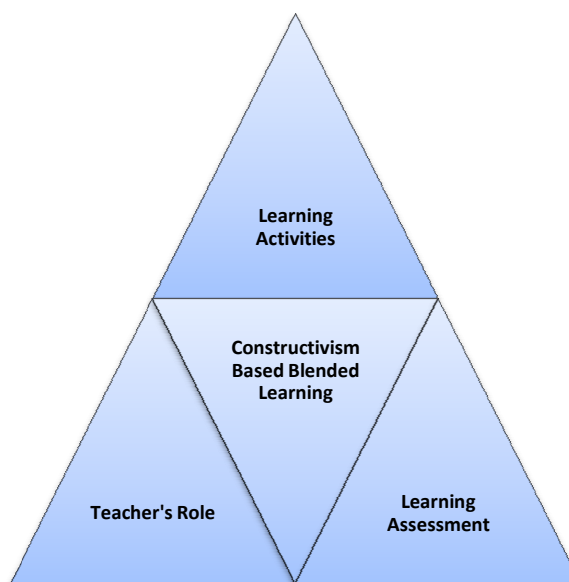 Learning
Activities
Constructivism
Based Blended
Learning
Teacher's Role
Learning
Assessment